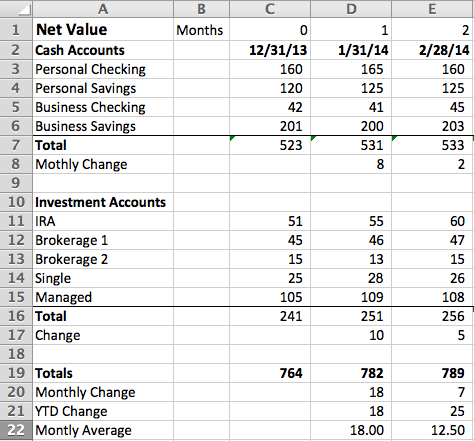 A B C D E
1 Net Value Months 0 1 2
2 Cash Accounts 12/31/13 1/31/14 2/28/14
3 Personal Checking 160 165 160
4 Personal Savings 120 125 125
5 Business Checking 42 41 45
6 Business Savings 201 200 203
7 Total 523 531 533
8 Mothly Change 8 2
9
10 Investment Accounts
11 IRA 51 55 60
12 Brokerage 1 45 46 47
13 Brokerage 2 15 13 15
14 Single 25 28 26
15 Managed 105 109 108
16 Total 241 251 256
17 Change 10 5
18
19 Totals 764 782 789
20 Monthly Change 18 7
21 YTD Change 18 25
22 Montly Average 18.00 12.50